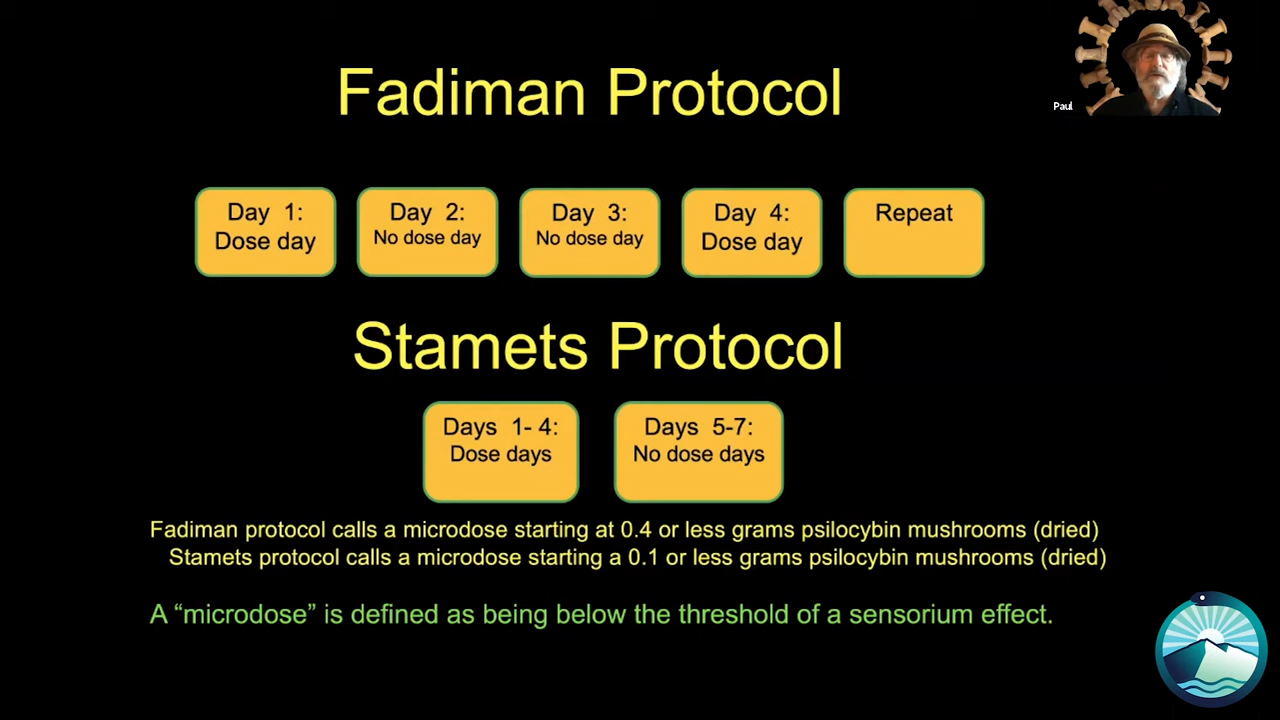 Paul
Fadiman Protocol
Day 1:
Dose day
Day 2:
No dose day
Day 3:
No dose day
Day 4:
Dose day
Repeat
Stamets Protocol
Days 1- 4:
Dose days
Days 5-7:
No dose days
Fadiman protocol calls a microdose starting at 0.4 or less grams psilocybin mushrooms (dried)
Stamets protocol calls a microdose starting a 0.1 or less grams psilocybin mushrooms (dried)
A “microdose” is defined as being below the threshold of a sensorium effect.